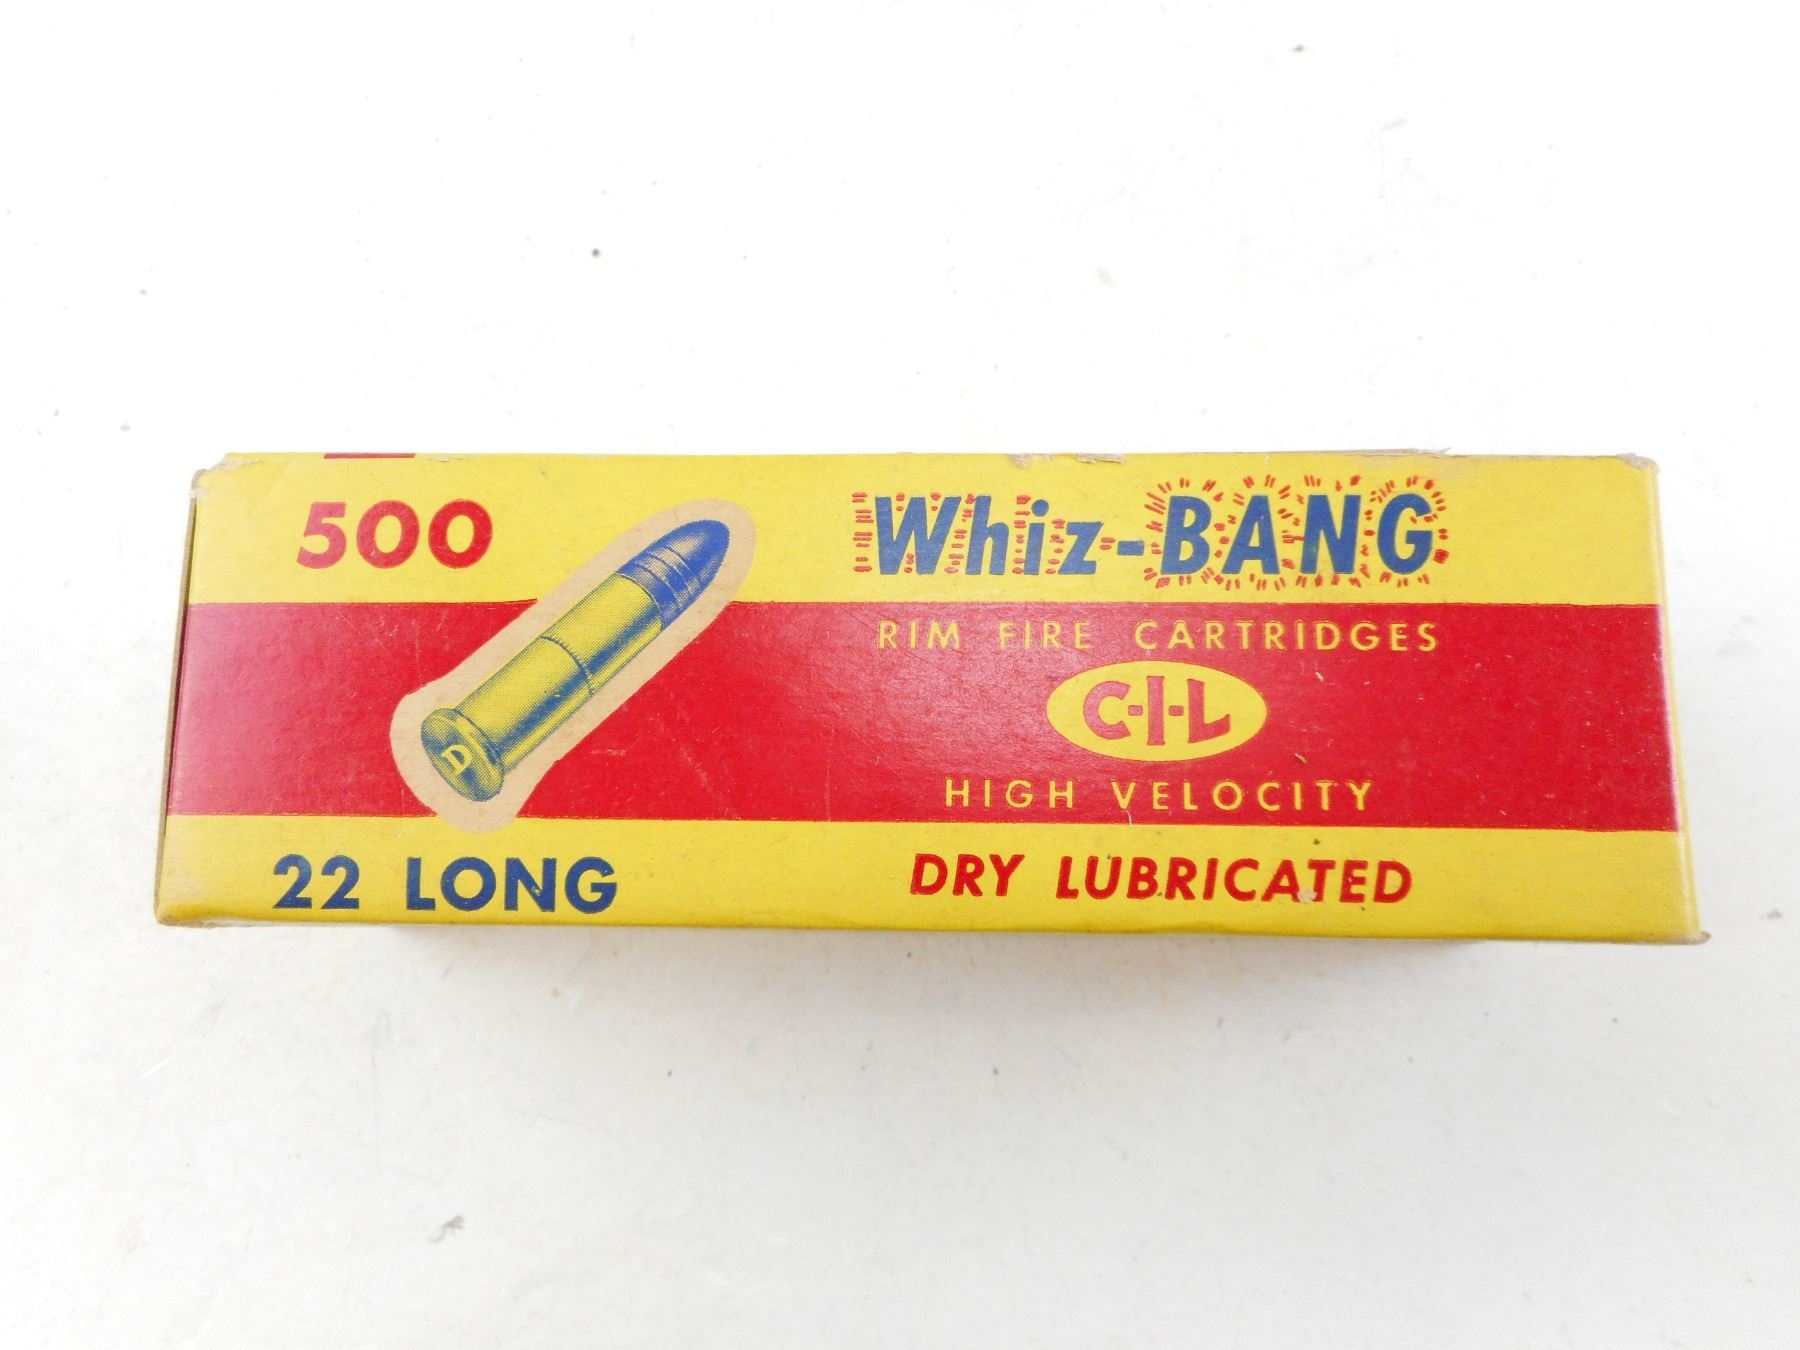 500
Whiz-BANG
RIM FIRE CARTRIDGES
C-I-L
D
HIGH VELOCITY
22 LONG
DRY LUBRICATED